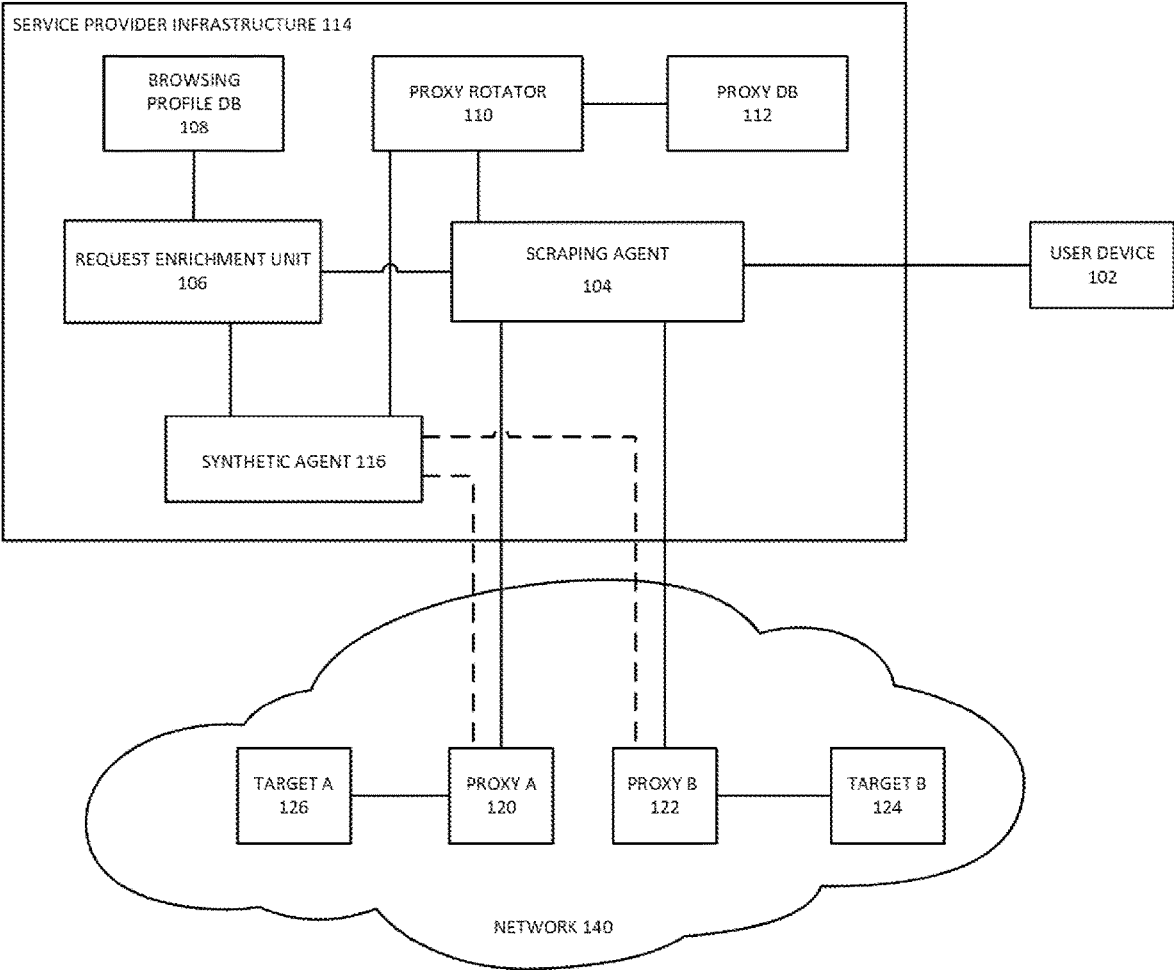 SERVICE PROVIDER INFRASTRUCTURE 114
BROWSING
PROFILE DB
108
PROXY ROTATOR
110
PROXY DB
112
REQUEST ENRICHMENT UNIT
106
SCRAPING AGENT
104
USER DEVICE
102
SYNTHETIC AGENT 116
TARGET A
126
PROXY A
120
PROXY B
122
TARGET B
124
NETWORK 140